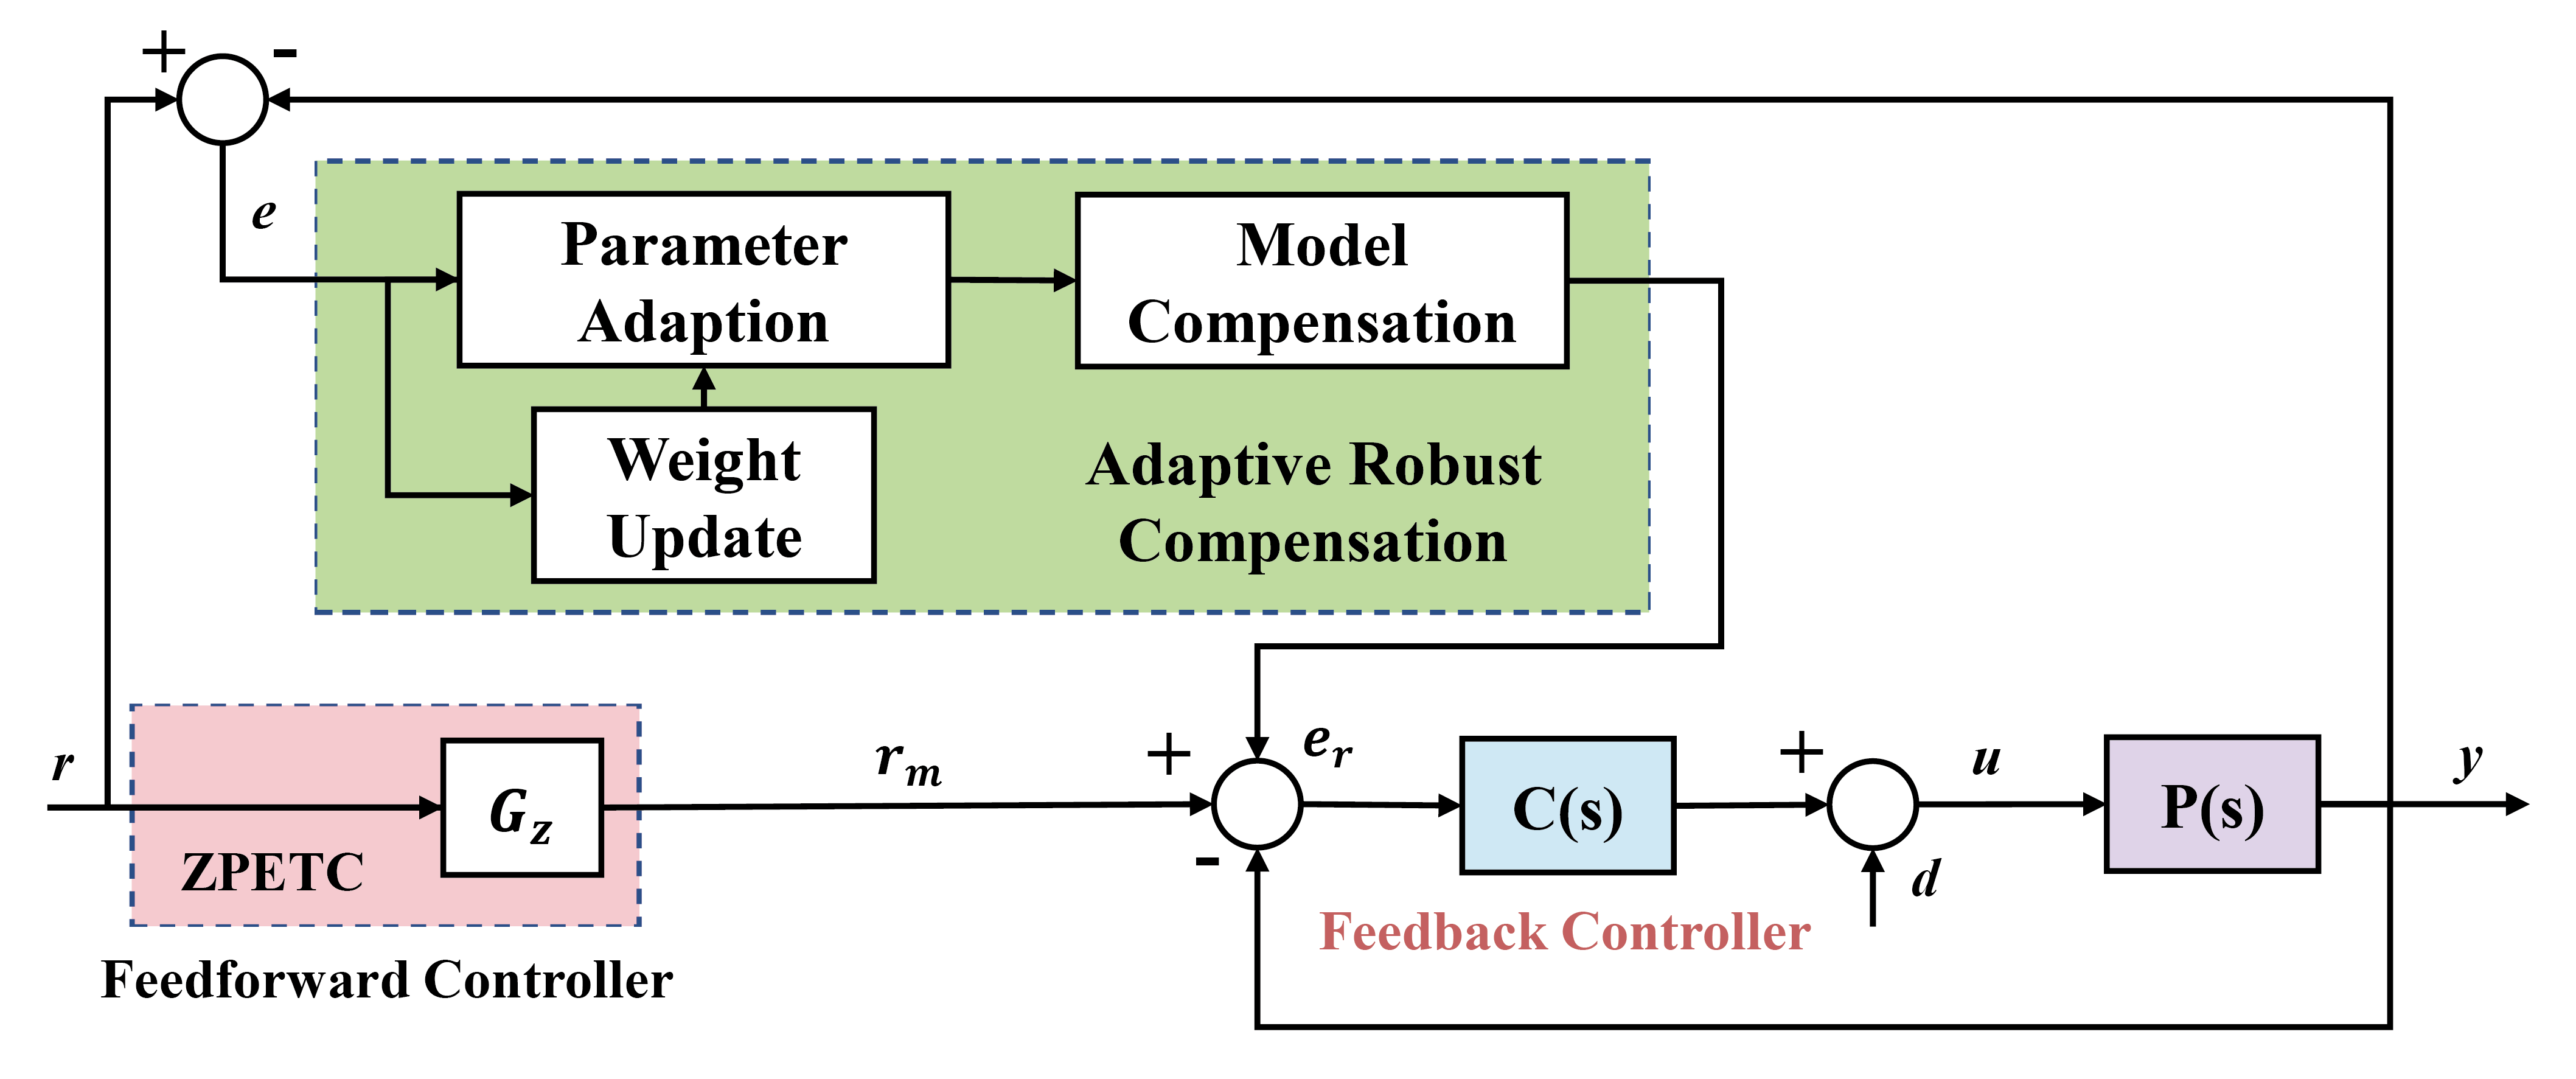 + -
e
Parameter
Adaption
Model
Compensation
Weight
Update
Adaptive Robust
Compensation
r
G_z
ZPETC
Feedforward Controller
r_m
+
-
e_r
C(s)
Feedback Controller
+
d
u
P(s)
y